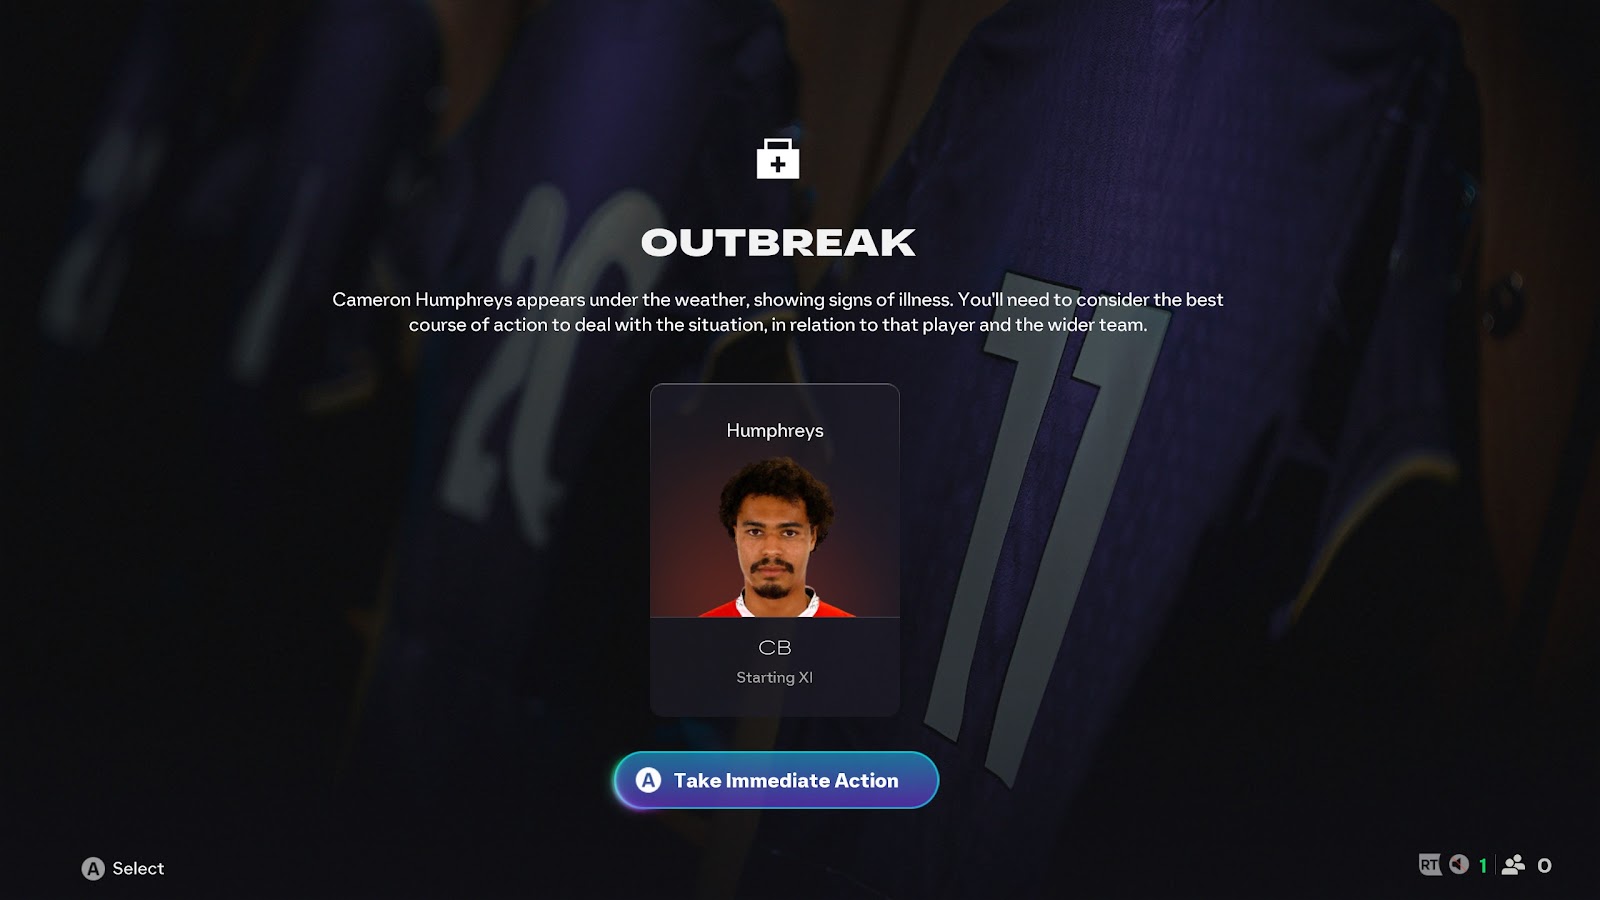 OUTBREAK
Cameron Humphreys appears under the weather, showing signs of illness. You'll need to consider the best
course of action to deal with the situation, in relation to that player and the wider team.
20
11
Humphreys
CB
Starting XI
A Take Immediate Action
A Select
RT 1 0